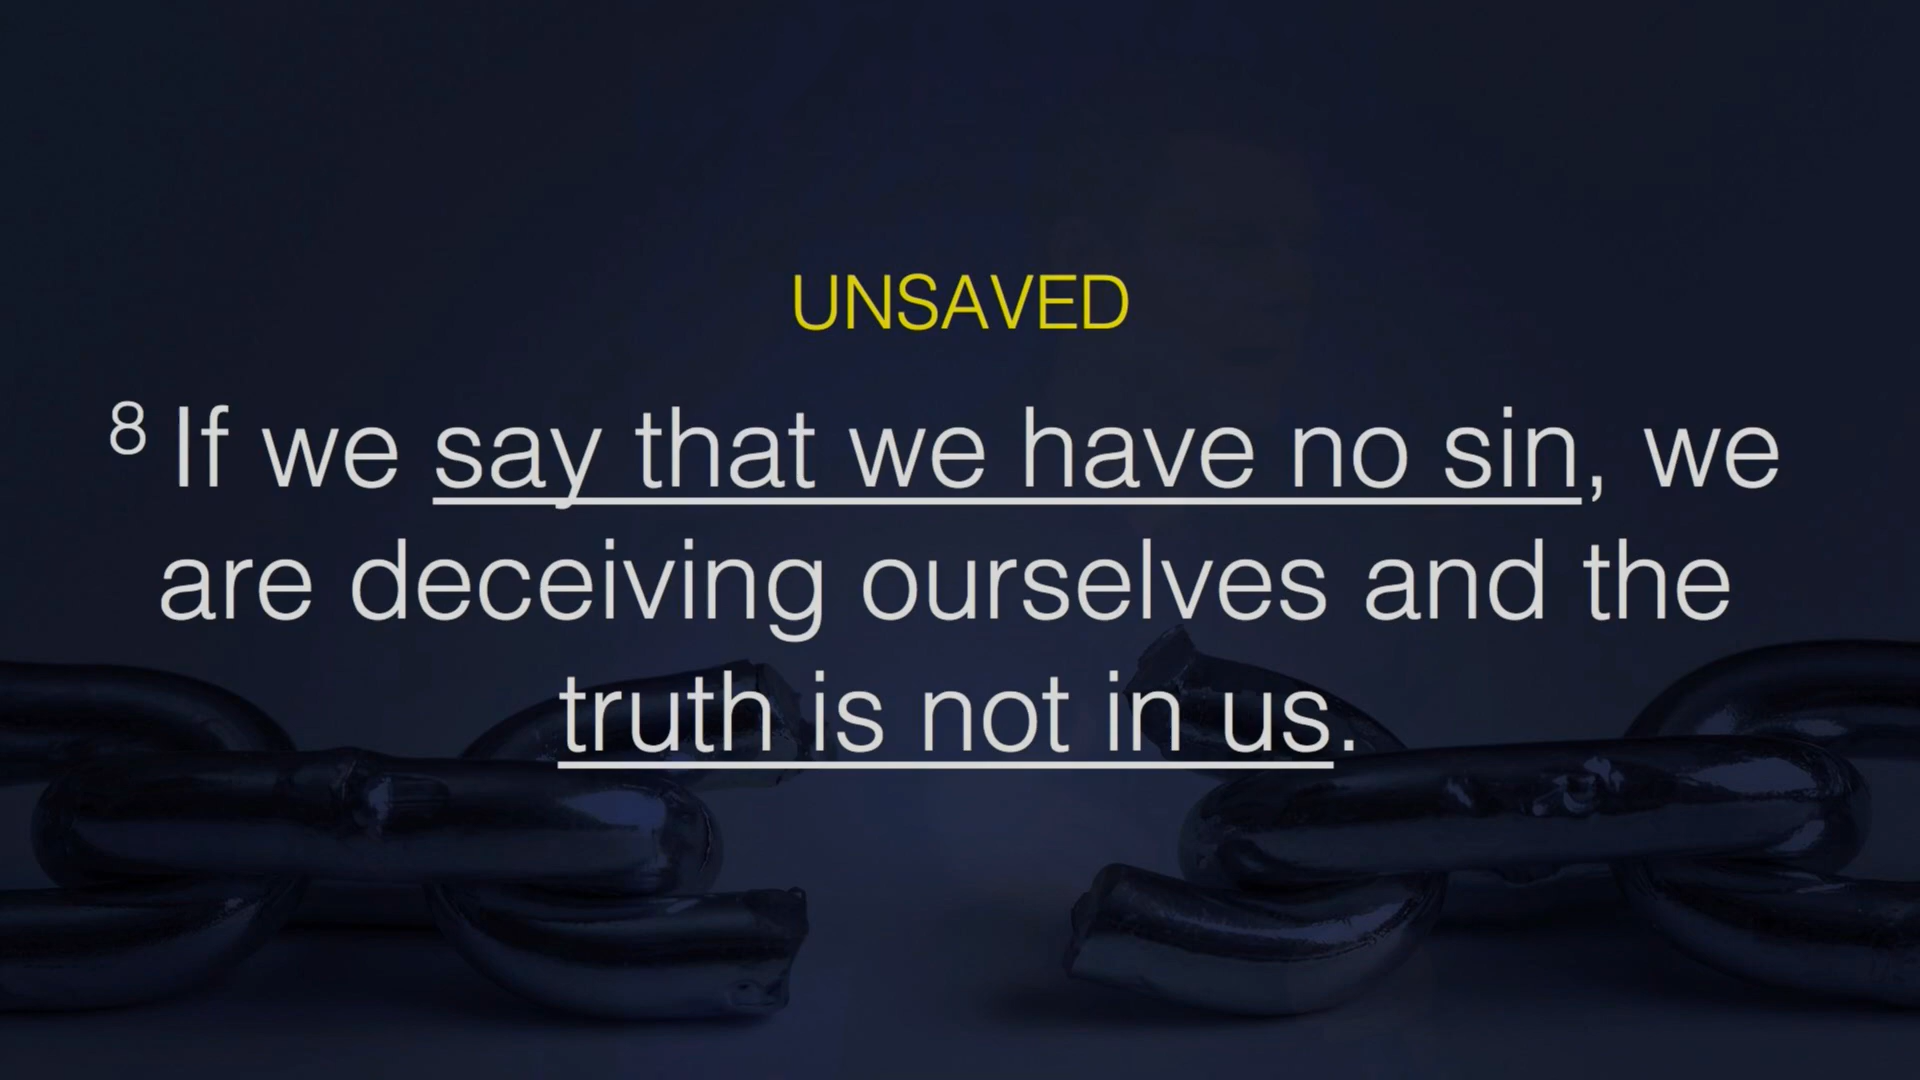 UNSAVED
8 If we say that we have no sin, we
are deceiving ourselves and the
truth is not in us.